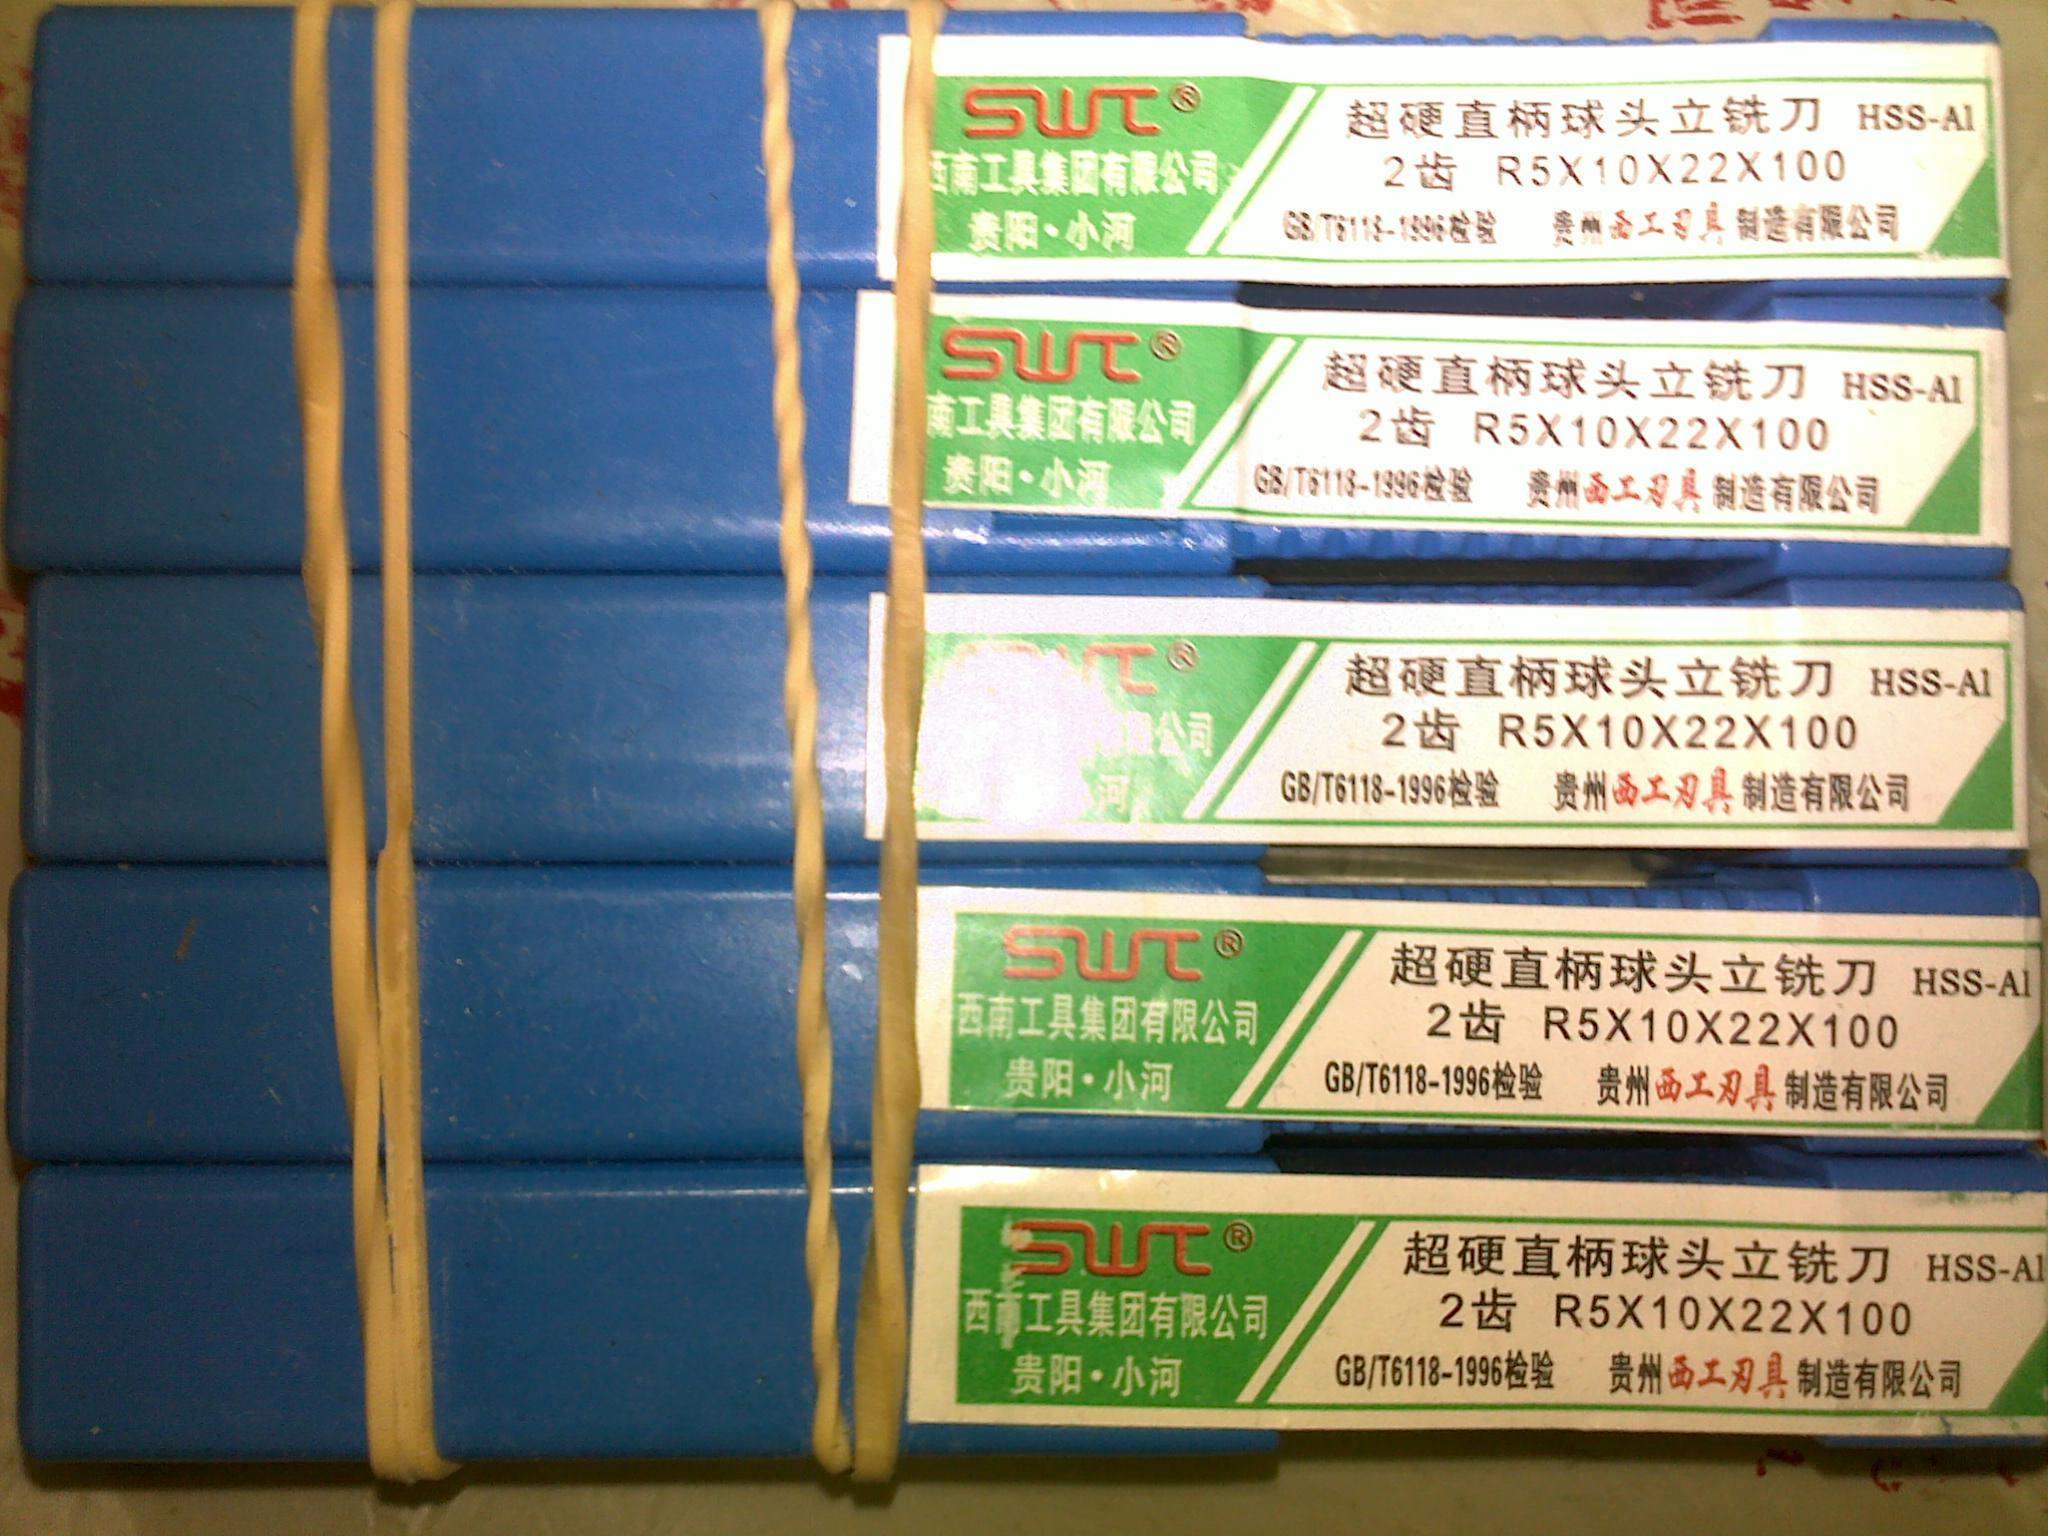 SWT®
西南工具集团有限公司
贵阳·小河
超硬直柄球头立铣刀 HSS-Al
2齿 R5X10X22X100
GB/T6118-1996检验 贵州西工刃具制造有限公司
SWT®
南工具集团有限公司
贵阳·小河
超硬直柄球头立铣刀 HSS-Al
2齿 R5X10X22X100
GB/T6118-1996检验 贵州西工刃具制造有限公司
®
公司
河
超硬直柄球头立铣刀 HSS-Al
2齿 R5X10X22X100
GB/T6118-1996检验 贵州西工刃具制造有限公司
SWT®
西南工具集团有限公司
贵阳·小河
超硬直柄球头立铣刀 HSS-Al
2齿 R5X10X22X100
GB/T6118-1996检验 贵州西工刃具制造有限公司
SWT®
西南工具集团有限公司
贵阳·小河
超硬直柄球头立铣刀 HSS-Al
2齿 R5X10X22X100
GB/T6118-1996检验 贵州西工刃具制造有限公司